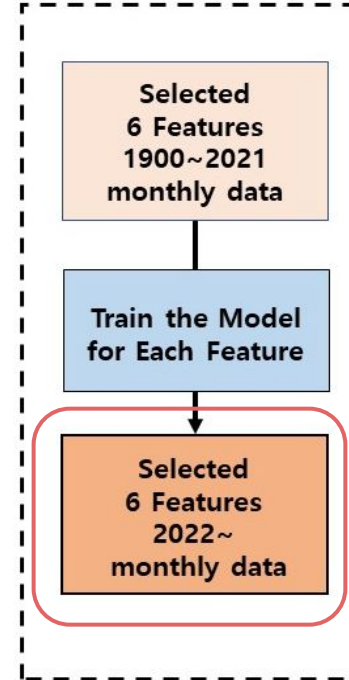 Selected
6 Features
1900~2021
monthly data
Train the Model
for Each Feature
Selected
6 Features
2022~
monthly data